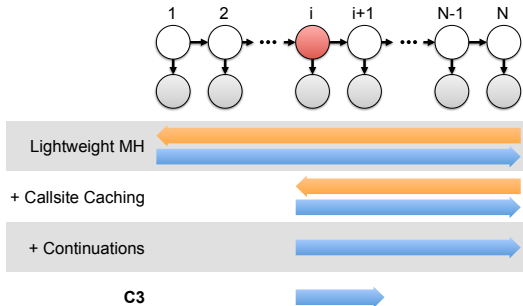 1 2 i i+1 N-1 N
... ...
Lightweight MH
+ Callsite Caching
+ Continuations
C3